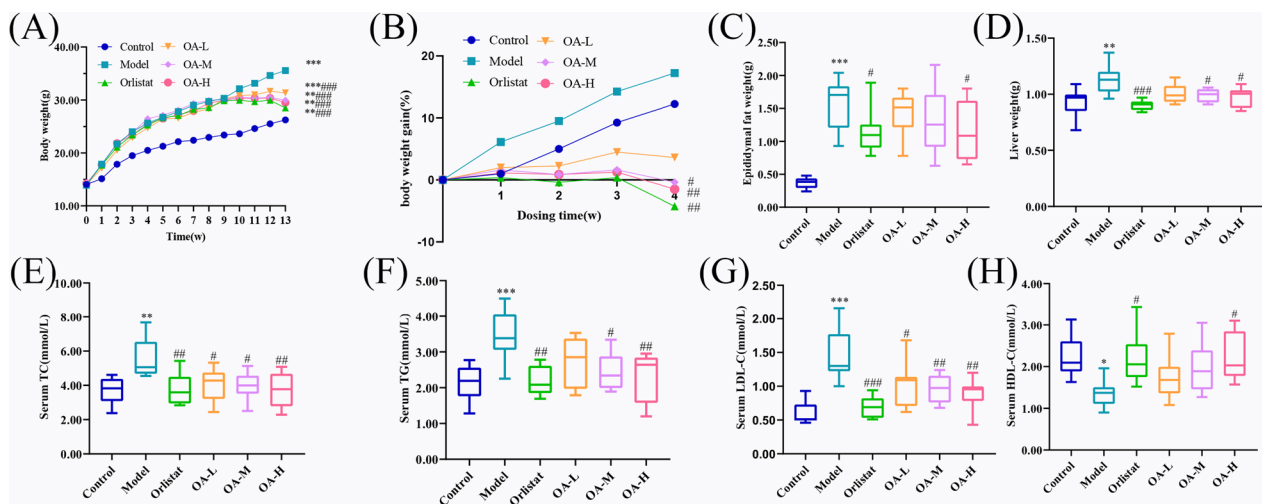 (A)
Control
Model
Orlistat
OA-L
OA-M
OA-H
***
***###
**###
**###
**###
Body weight(g)
40.00
30.00
20.00
10.00
0 1 2 3 4 5 6 7 8 9 10 11 12 13
Time(w)
(B)
Control
Model
Orlistat
OA-L
OA-M
OA-H
body weight gain(%)
20
10
0
-10
1 2 3 4
Dosing time(w)
#
##
##
(C)
Epididymal fat weight(g)
2.50
2.00
1.50
1.00
0.50
0.00
*** # #
Control Model Orlistat OA-L OA-M OA-H
(D)
Liver weight(g)
1.50
1.00
0.50
0.00
** ### # #
Control Model Orlistat OA-L OA-M OA-H
(E)
Serum TC(mmol/L)
10.00
8.00
6.00
4.00
2.00
0.00
** ## # # ##
Control Model Orlistat OA-L OA-M OA-H
(F)
Serum TG(mmol/L)
5.00
4.00
3.00
2.00
1.00
0.00
*** ## # ##
Control Model Orlistat OA-L OA-M OA-H
(G)
Serum LDL-C(mmol/L)
2.50
2.00
1.50
1.00
0.50
0.00
*** ### # ## ##
Control Model Orlistat OA-L OA-M OA-H
(H)
Serum HDL-C(mmol/L)
4.00
3.00
2.00
1.00
0.00
* # #
Control Model Orlistat OA-L OA-M OA-H